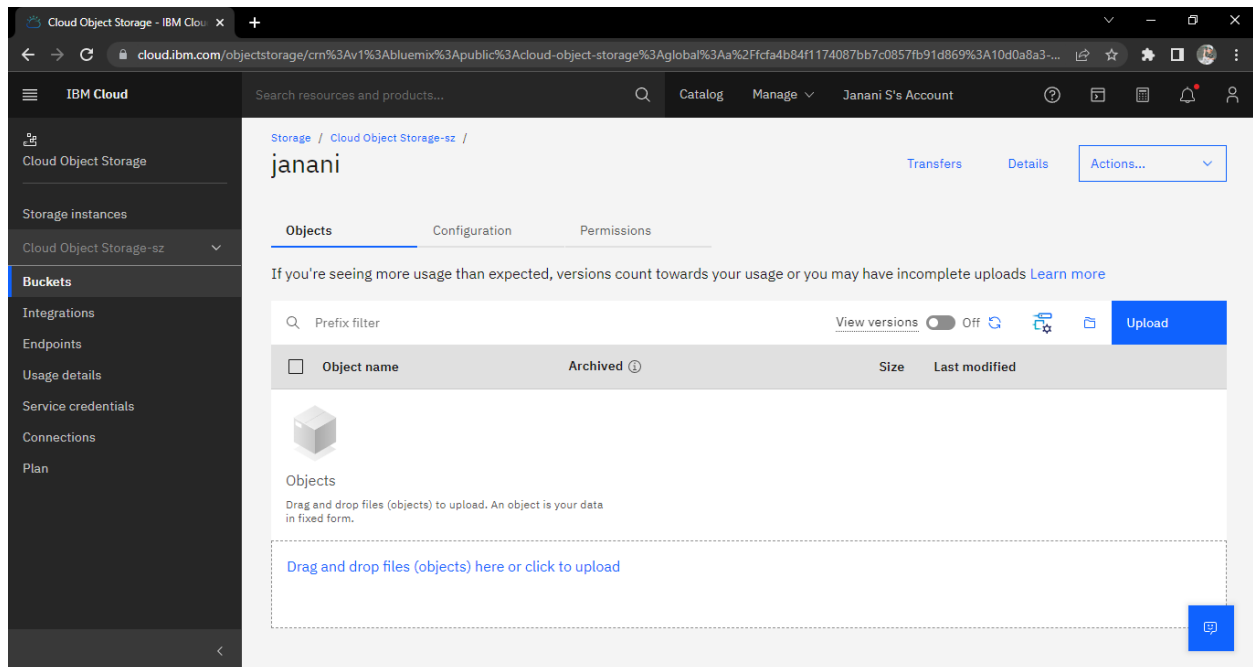 Cloud Object Storage - IBM Clou
cloud.ibm.com/objectstorage/crn%3Av1%3Abluemix%3Apublic%3Acloud-object-storage%3Aglobal%3Aa%2Ffcfa4b84f1174087bb7c0857fb91d869%3A10d0a8a3-...
IBM Cloud
Search resources and products...
Catalog
Manage
Janani S's Account
Cloud Object Storage
Storage instances
Cloud Object Storage-sz
Buckets
Integrations
Endpoints
Usage details
Service credentials
Connections
Plan
Storage / Cloud Object Storage-sz /
janani
Transfers
Details
Actions...
Objects
Configuration
Permissions
If you're seeing more usage than expected, versions count towards your usage or you may have incomplete uploads Learn more
Prefix filter
View versions
Off
Upload
Object name
Archived
Size
Last modified
Objects
Drag and drop files (objects) to upload. An object is your data
in fixed form.
Drag and drop files (objects) here or click to upload